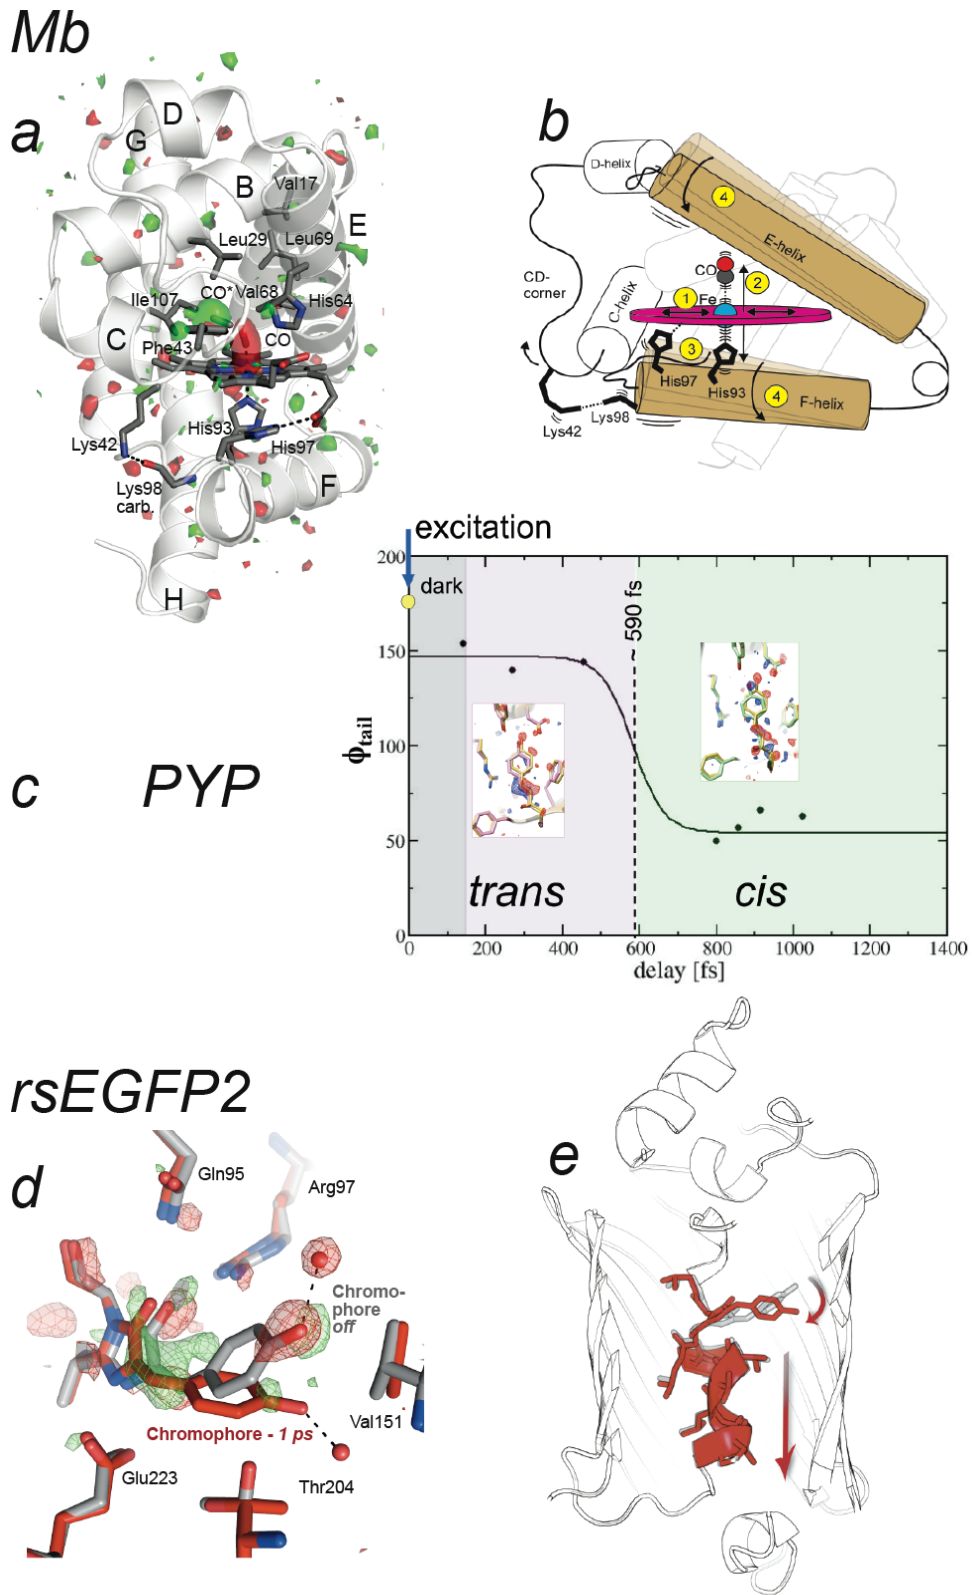 Mb
a
D
G
B
Val17
E
Leu29
Leu69
CO*
Val68
Ile107
His64
C
CO
Phe43
His93
Lys42
His97
Lys98
carb.
F
H
b
D-helix
4
E-helix
CO
2
CD-
corner
C-helix
1
Fe
3
His97
His93
4
F-helix
Lys98
Lys42
excitation
200
dark
590 fs
150
ϕtail
100
50
0
trans
cis
0
200
400
600
800
1000
1200
1400
delay [fs]
c
PYP
rsEGFP2
d
Gln95
Arg97
Chromo-
phore
off
Val151
Chromophore - 1 ps
Glu223
Thr204
e